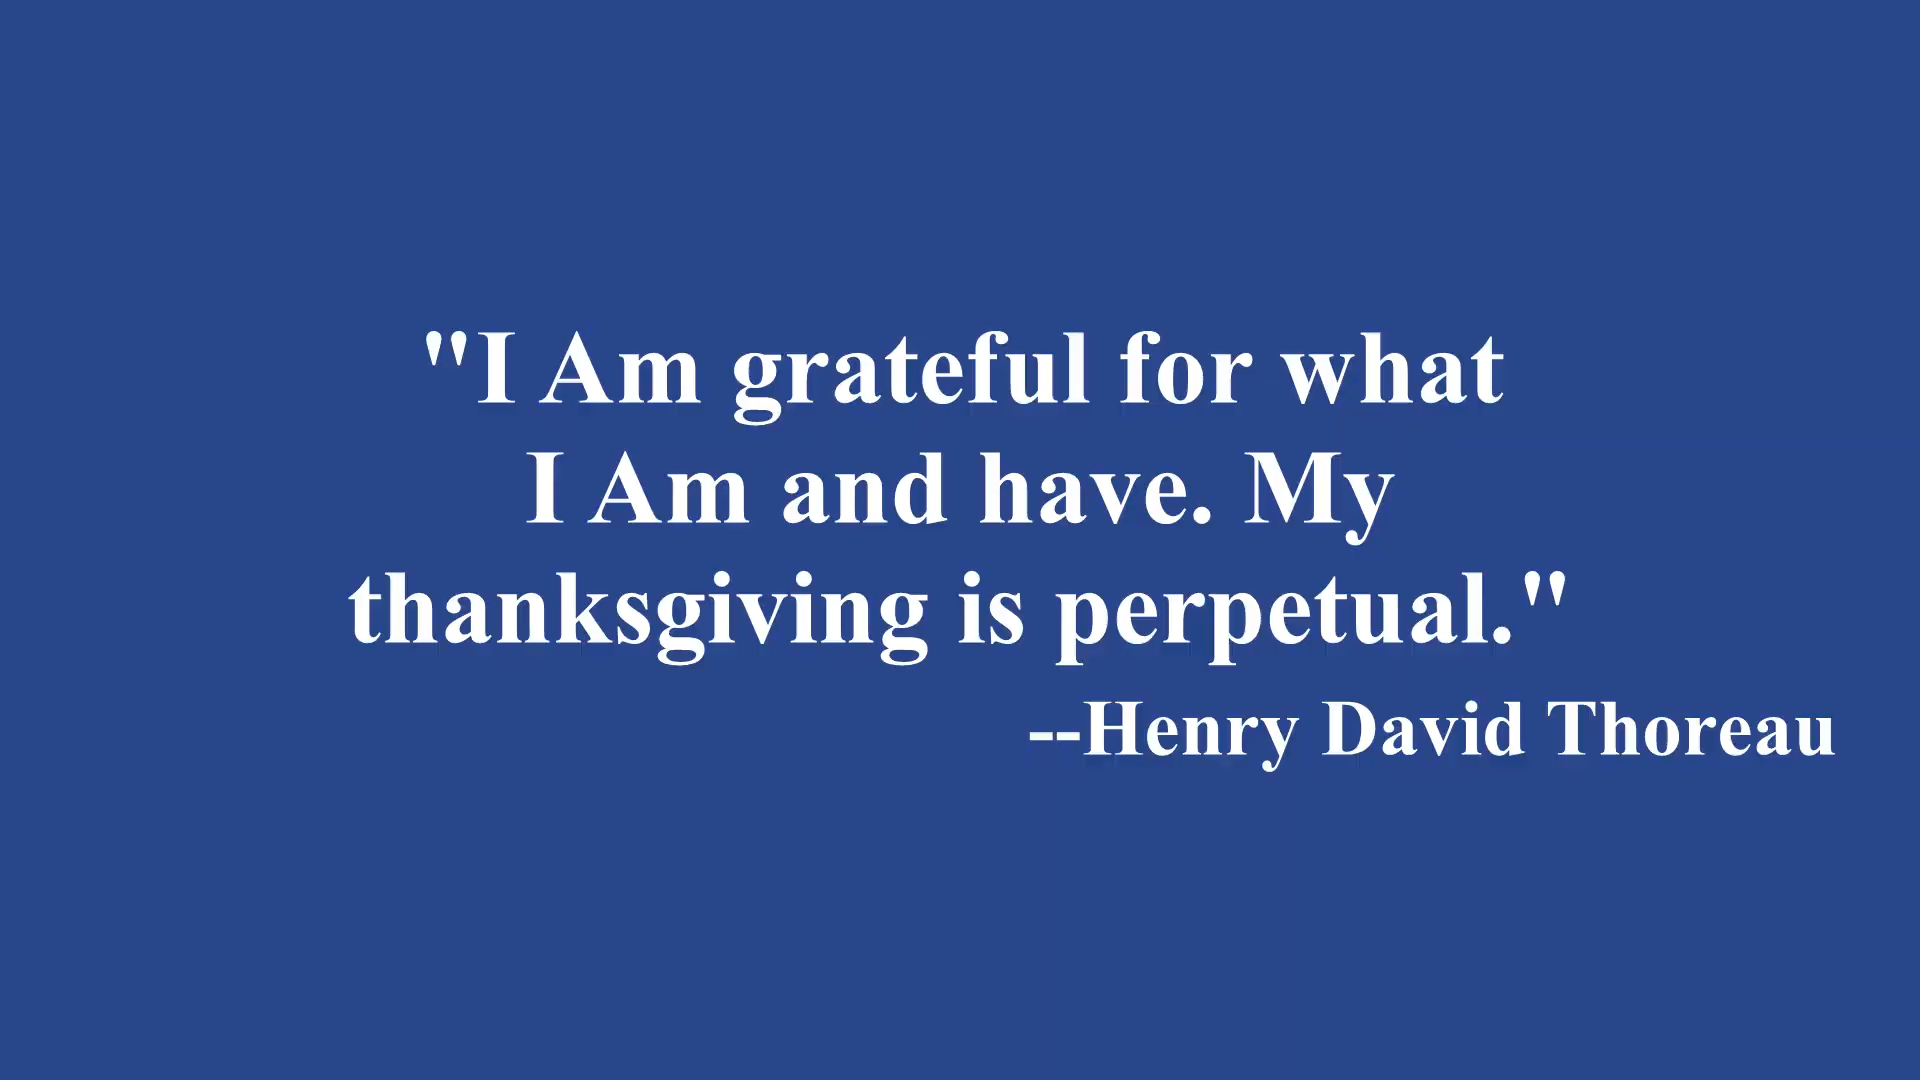 "I Am grateful for what
I Am and have. My
thanksgiving is perpetual."
--Henry David Thoreau